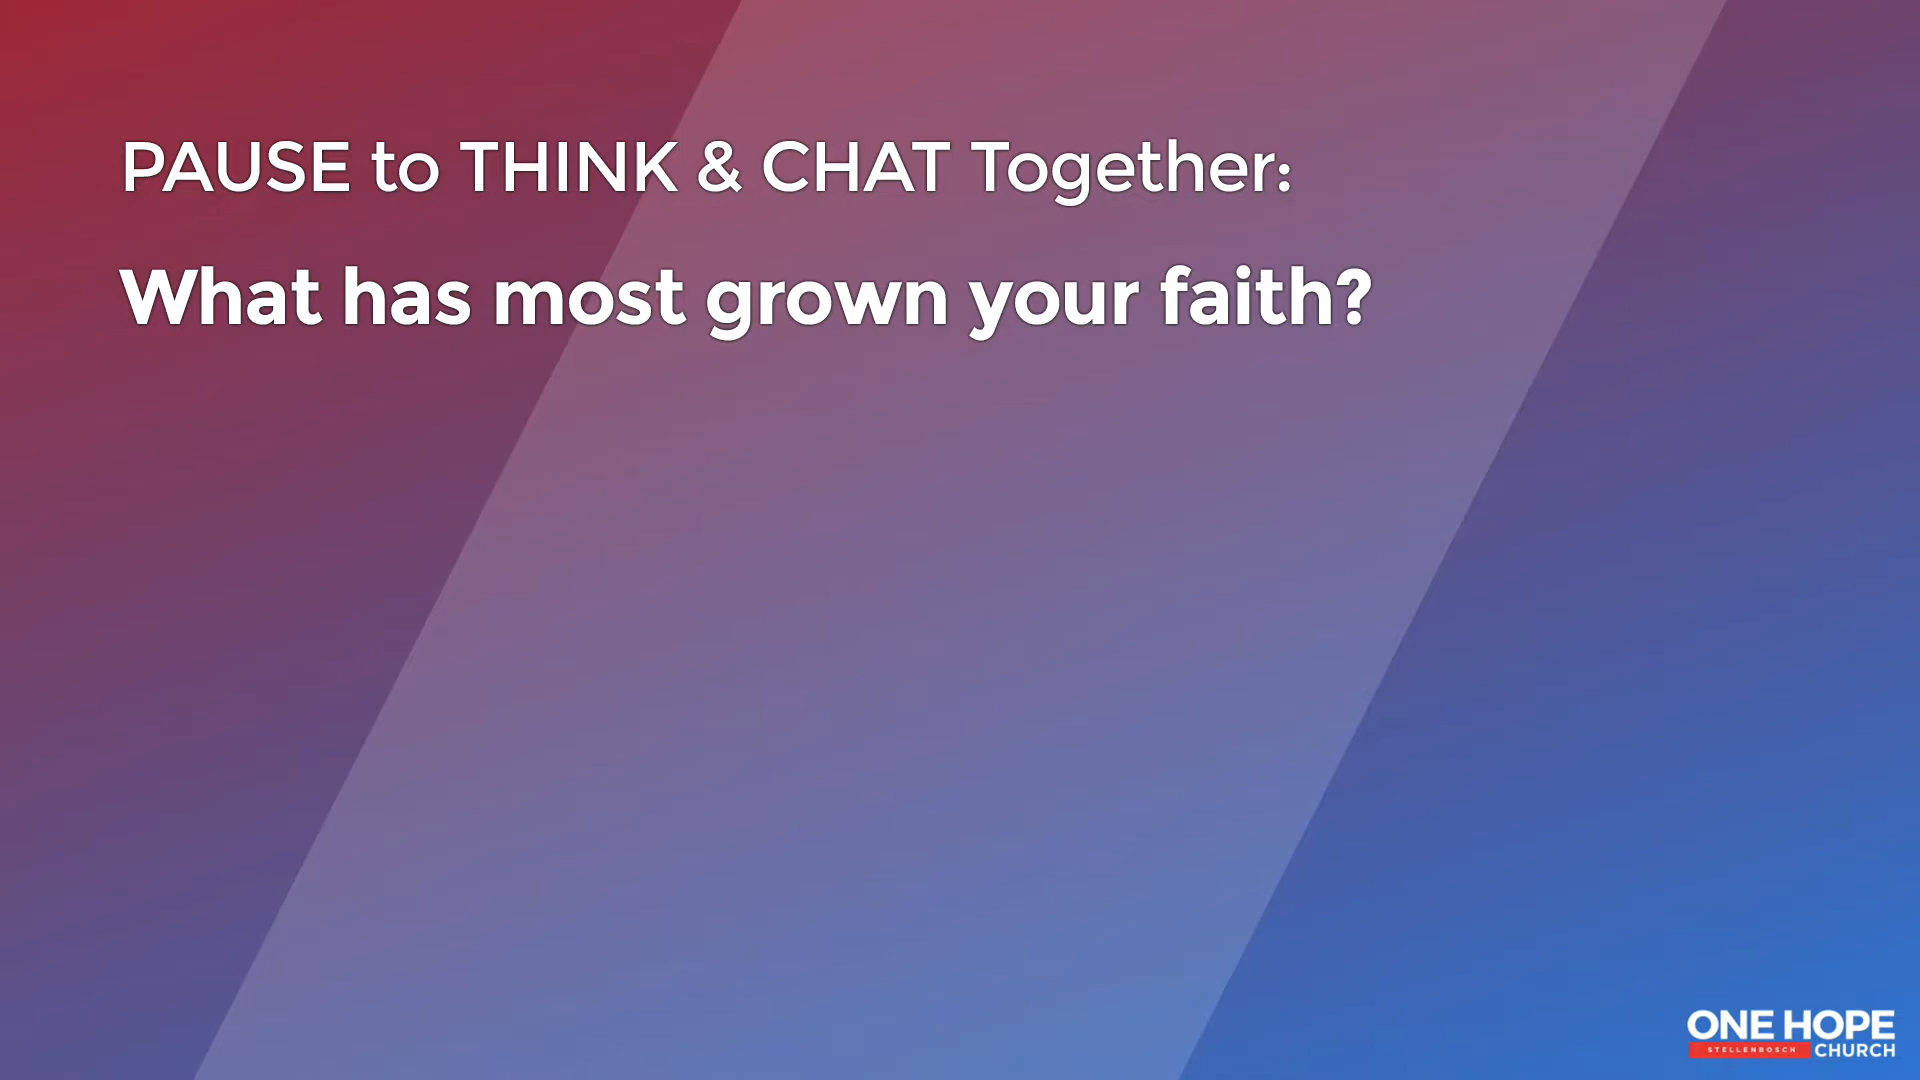 PAUSE to THINK & CHAT Together:
What has most grown your faith?
ONE HOPE
STELLENBOSCH CHURCH